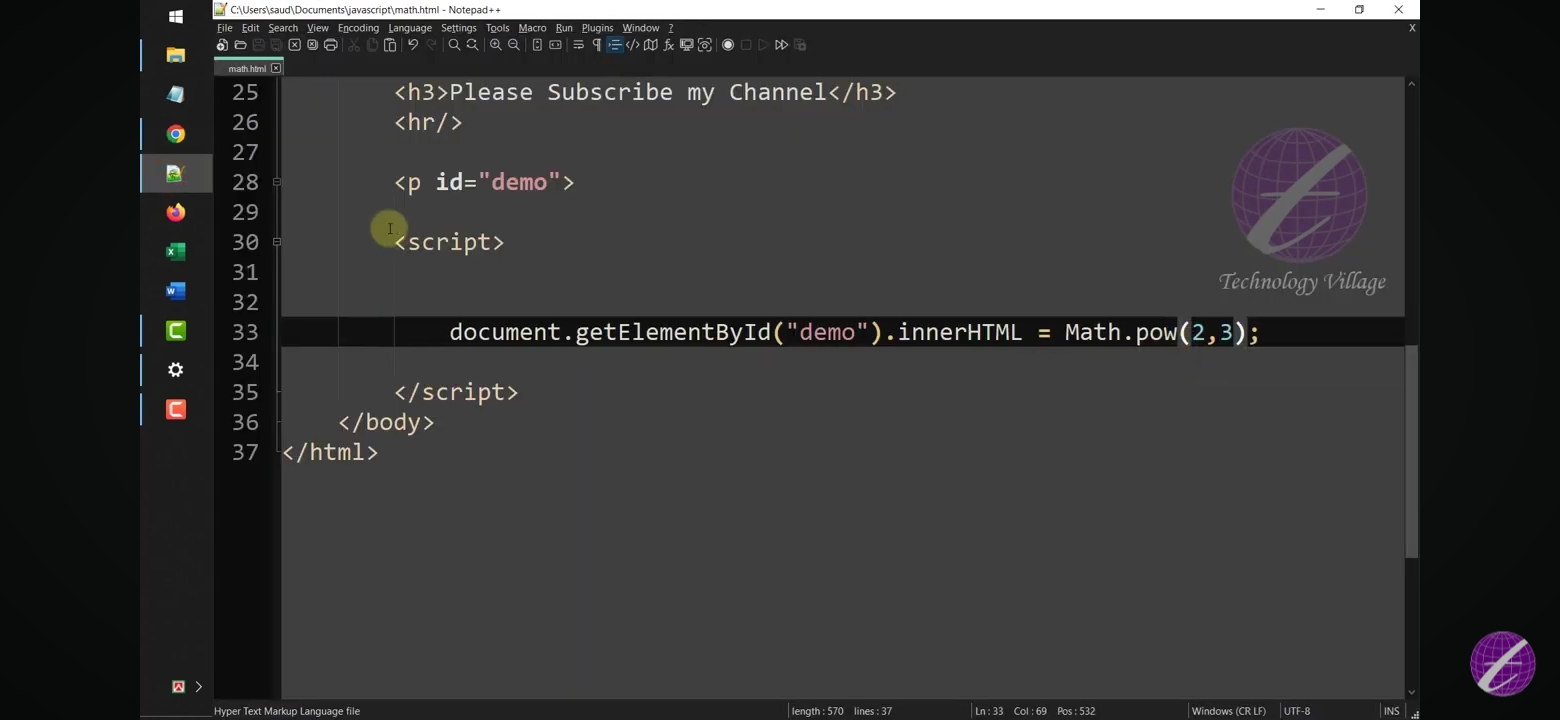 C:\Users\saud\Documents\javascript\math.html - Notepad++
File Edit Search View Encoding Language Settings Tools Macro Run Plugins Window ? X
math.html
25 <h3>Please Subscribe my Channel</h3>
26 <hr/>
27
28 <p id="demo">
29
30 <script>
31
32
33 document.getElementById("demo").innerHTML = Math.pow(2,3);
34
35 </script>
36 </body>
37 </html>
Technology Village
Hyper Text Markup Language file length : 570 lines : 37 Ln : 33 Col : 69 Pos : 532 Windows (CR LF) UTF-8 INS